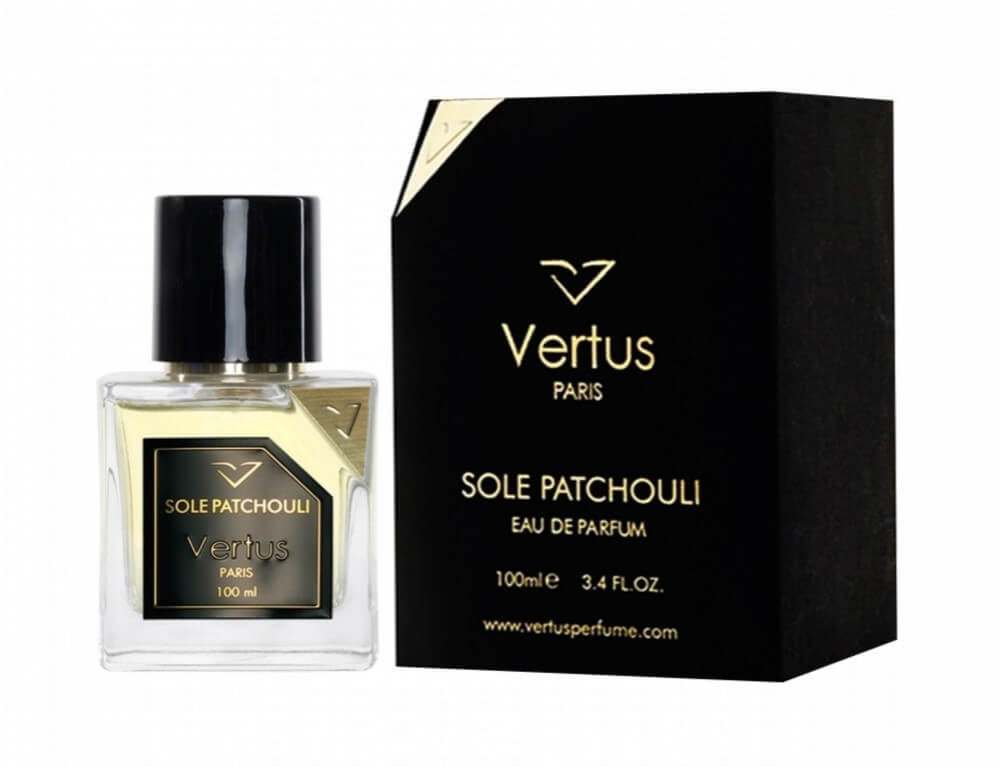 SOLE PATCHOULI
Vertus
PARIS
100 ml
Vertus
PARIS
SOLE PATCHOULI
EAU DE PARFUM
100ml℮ 3.4 FL.OZ.
www.vertusperfume.com